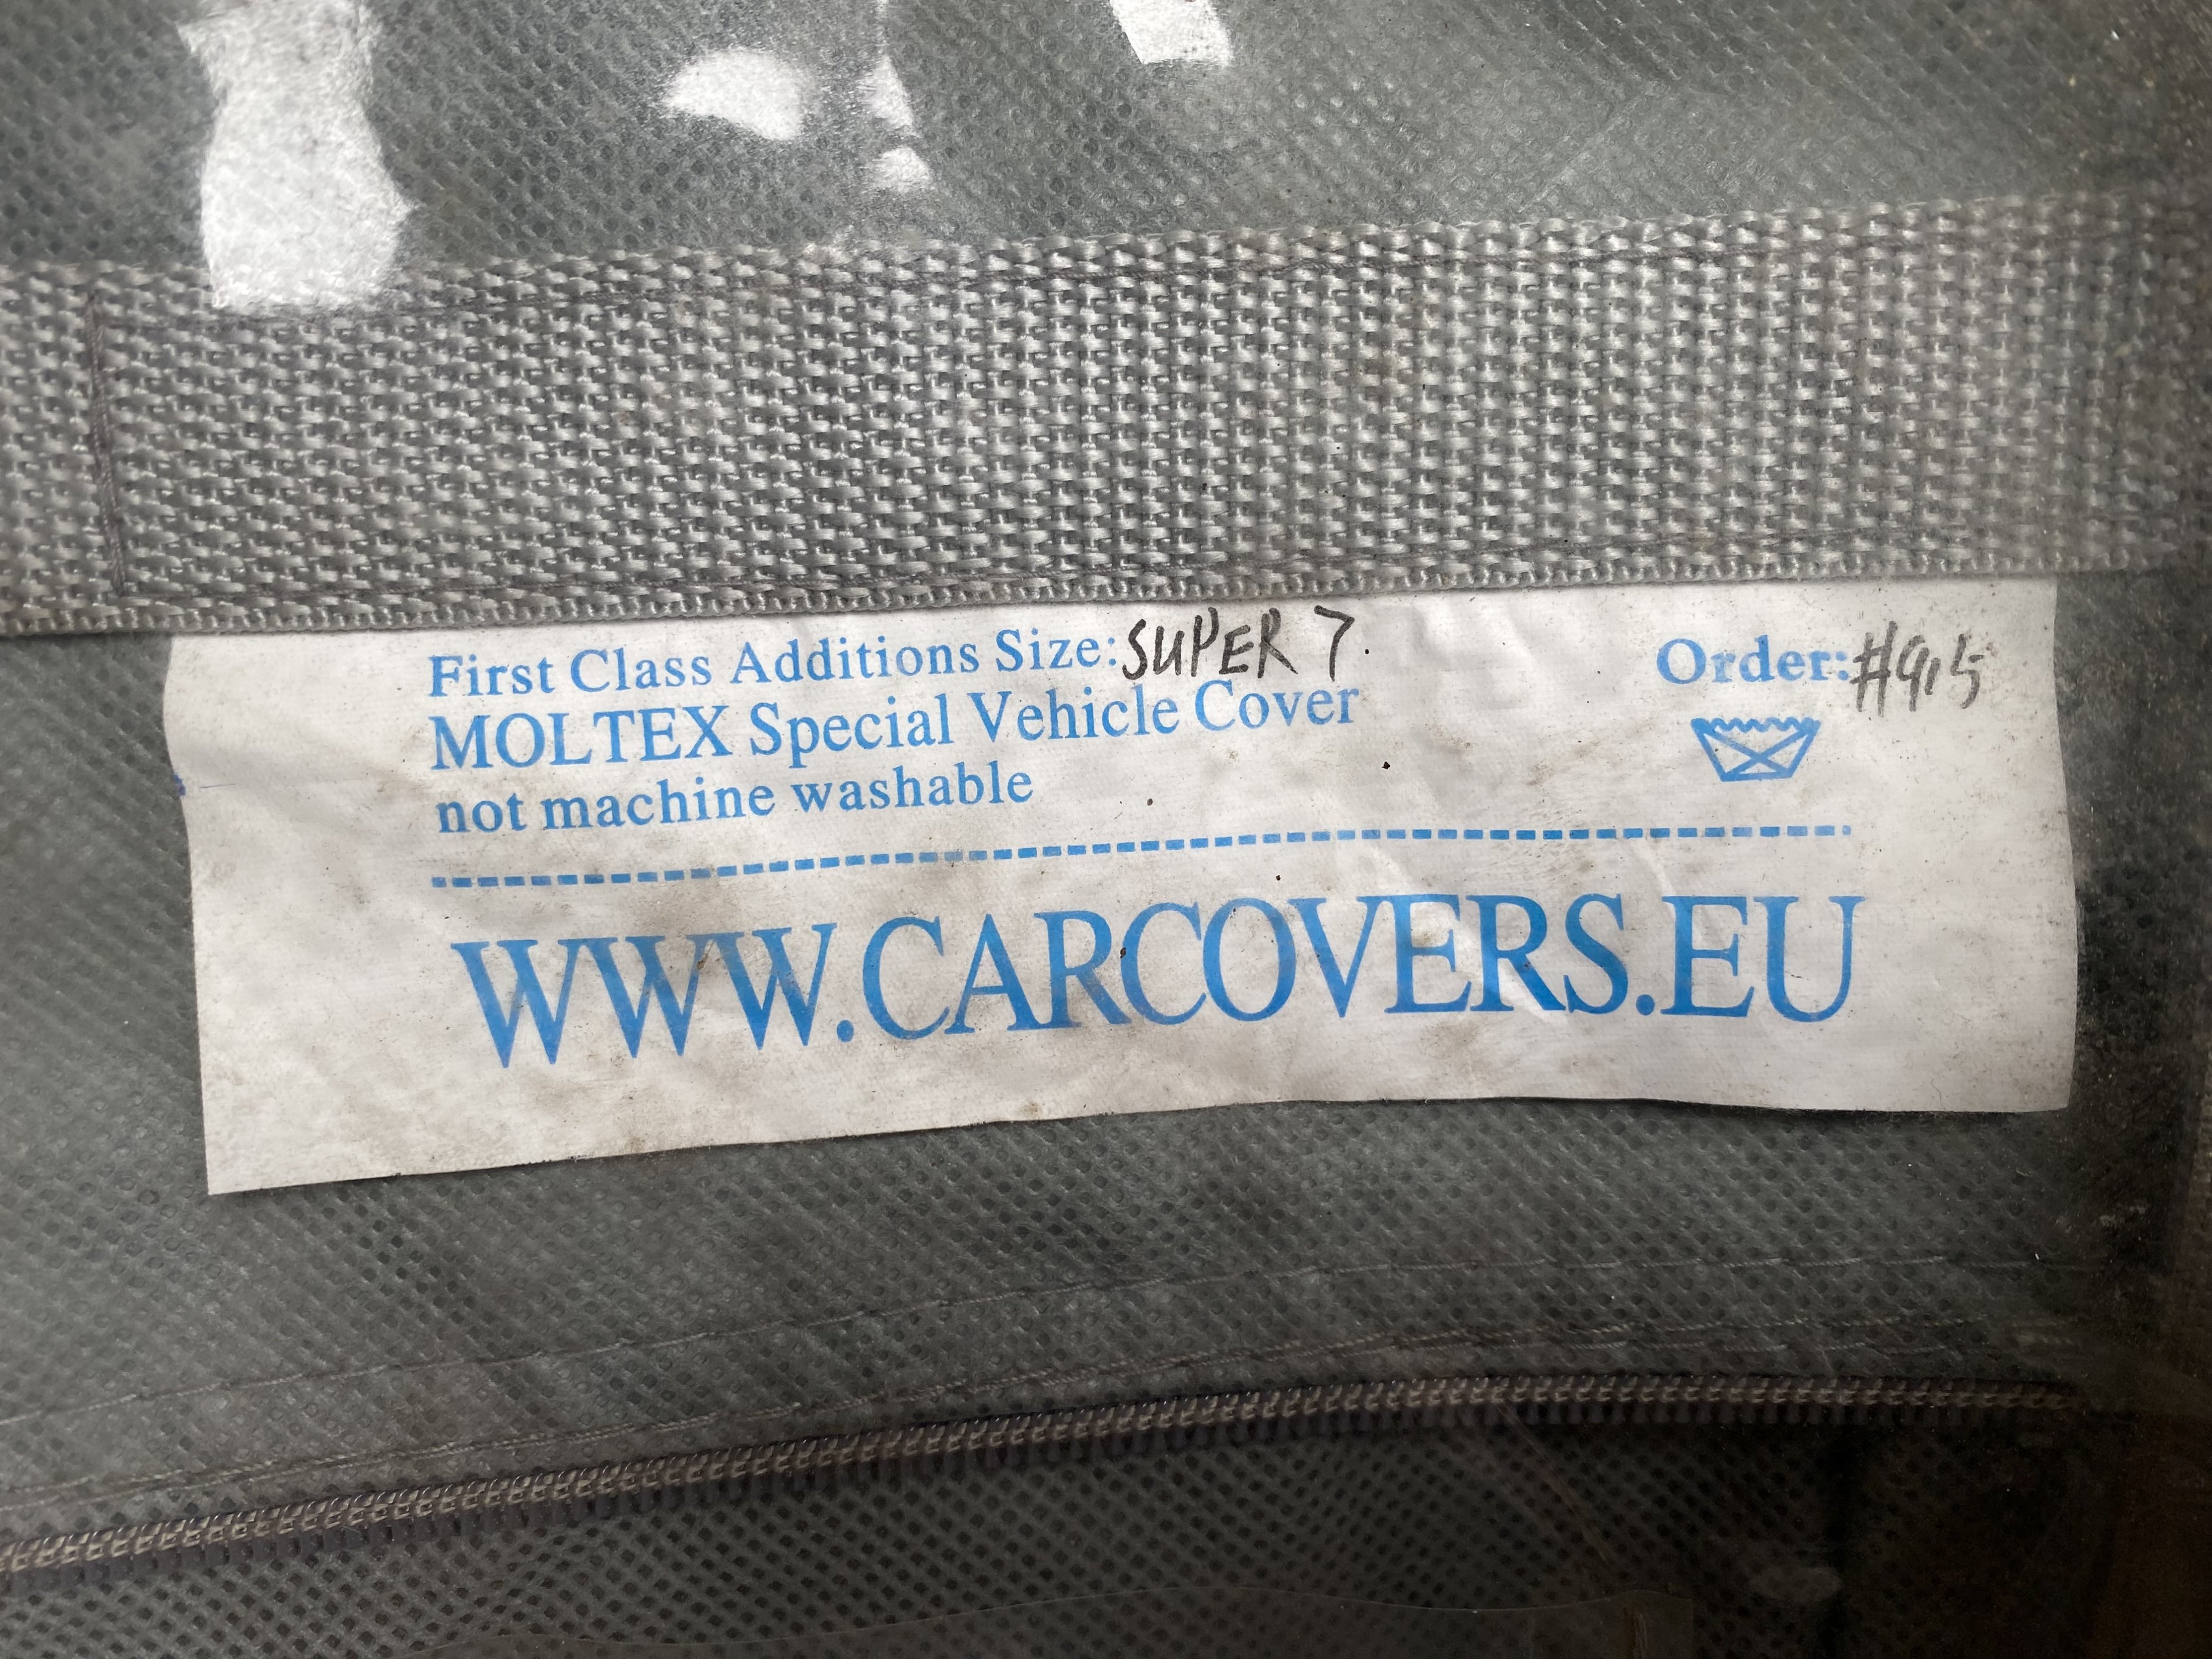 First Class Additions Size: SUPER 7.
Order: #915
MOLTEX Special Vehicle Cover
not machine washable
WWW.CARCOVERS.EU